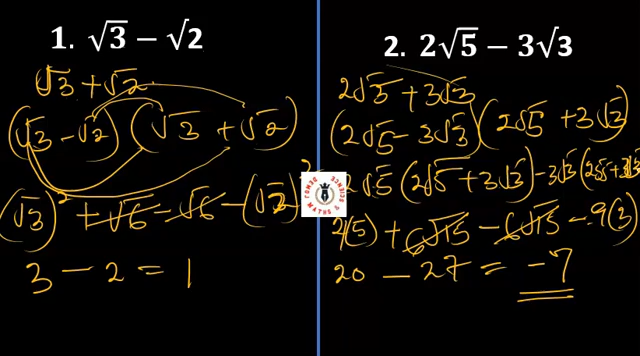 1. √3 − √2
√3 + √2
(√3 − √2) (√3 + √2)
(√3)² + √6 − √6 − (√2)²
3 − 2 = 1
2. 2√5 − 3√3
2√5 + 3√3
(2√5 − 3√3)(2√5 + 3√3)
2√5 (2√5 + 3√3) − 3√3 (2√5 + 3√3)
4(5) + 6√15 − 6√15 − 9(3)
20 − 27 = −7